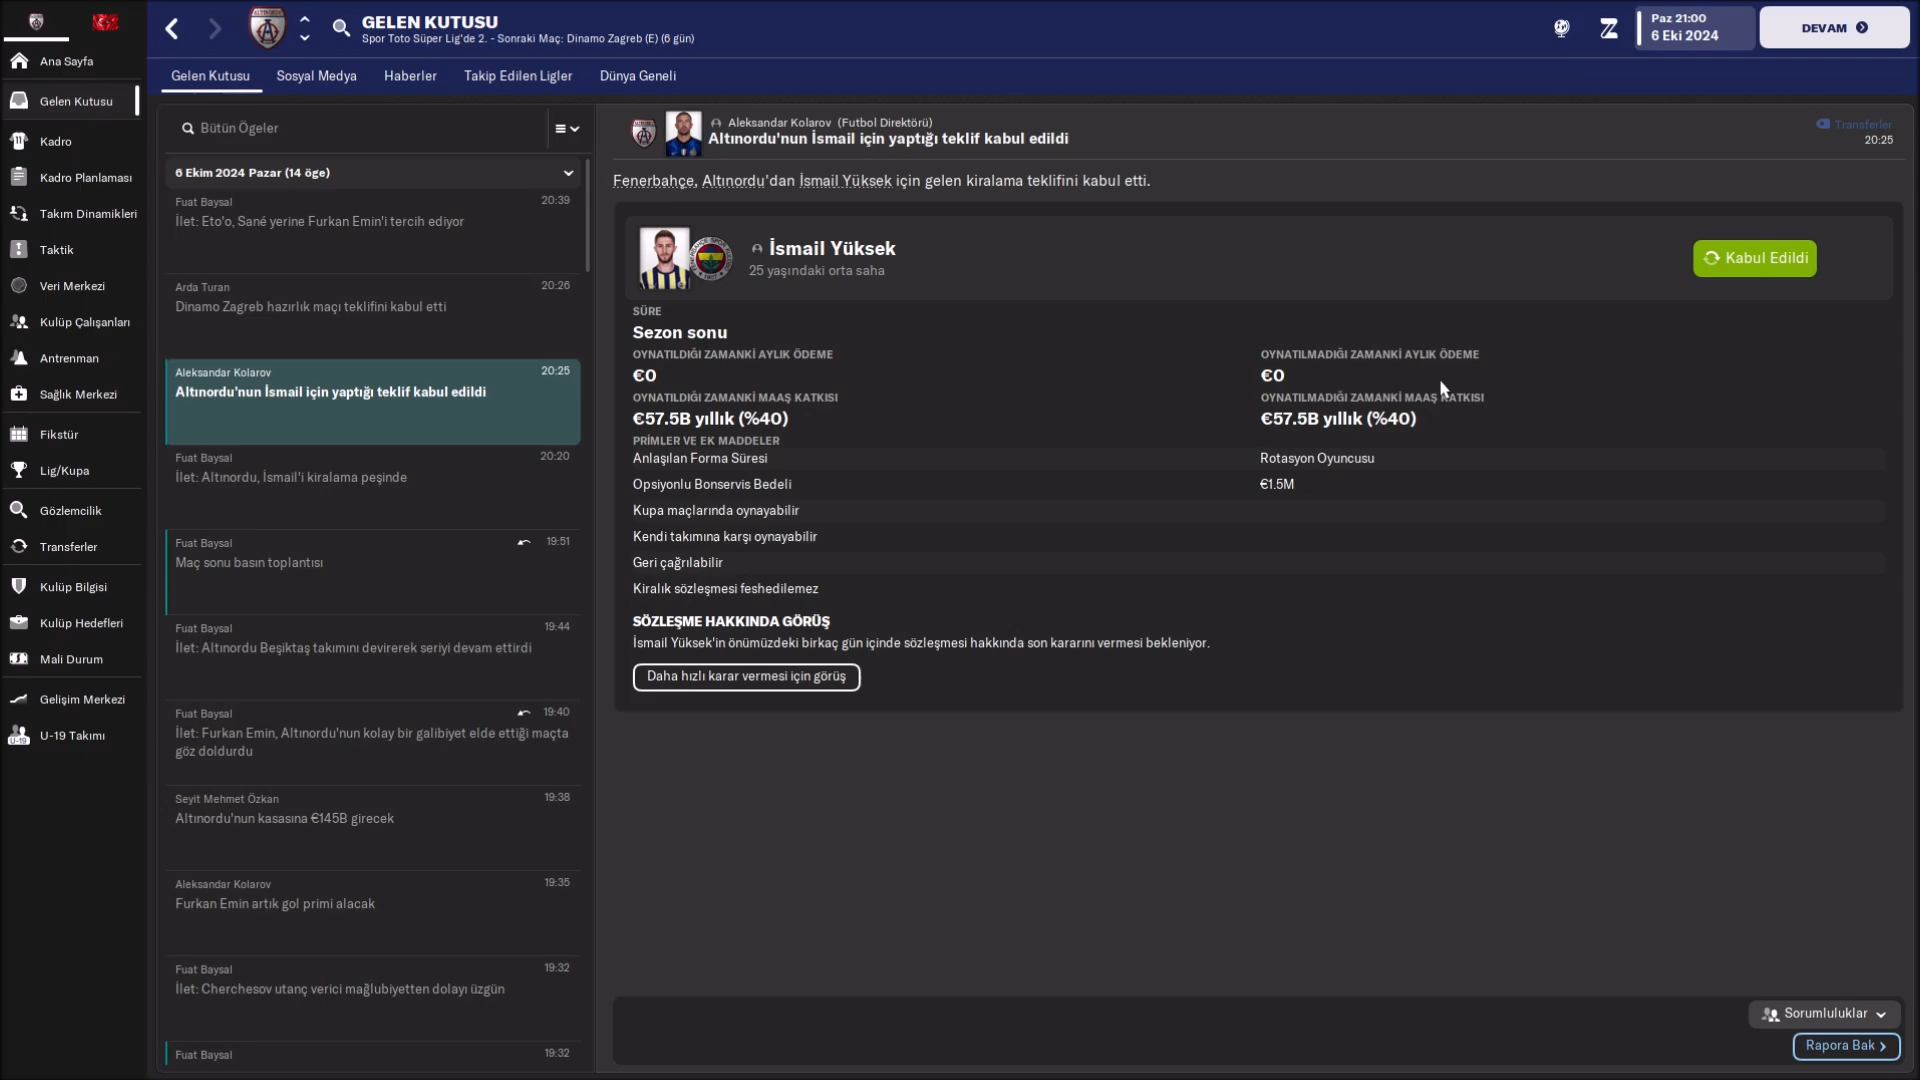 GELEN KUTUSU
Spor Toto Süper Lig'de 2. - Sonraki Maç: Dinamo Zagreb (E) (6 gün)
Paz 21:00
6 Eki 2024
DEVAM
Ana Sayfa
Gelen Kutusu
Kadro
Kadro Planlaması
Takım Dinamikleri
Taktik
Veri Merkezi
Kulüp Çalışanları
Antrenman
Sağlık Merkezi
Fikstür
Lig/Kupa
Gözlemcilik
Transferler
Kulüp Bilgisi
Kulüp Hedefleri
Mali Durum
Gelişim Merkezi
U-19 Takımı
Gelen Kutusu Sosyal Medya Haberler Takip Edilen Ligler Dünya Geneli
Bütün Ögeler
6 Ekim 2024 Pazar (14 öge)
Fuat Baysal 20:39
İlet: Eto'o, Sané yerine Furkan Emin'i tercih ediyor
Arda Turan 20:26
Dinamo Zagreb hazırlık maçı teklifini kabul etti
Aleksandar Kolarov 20:25
Altınordu'nun İsmail için yaptığı teklif kabul edildi
Fuat Baysal 20:20
İlet: Altınordu, İsmail'i kiralama peşinde
Fuat Baysal 19:51
Maç sonu basın toplantısı
Fuat Baysal 19:44
İlet: Altınordu Beşiktaş takımını devirerek seriyi devam ettirdi
Fuat Baysal 19:40
İlet: Furkan Emin, Altınordu'nun kolay bir galibiyet elde ettiği maçta
göz doldurdu
Seyit Mehmet Özkan 19:38
Altınordu'nun kasasına €145B girecek
Aleksandar Kolarov 19:35
Furkan Emin artık gol primi alacak
Fuat Baysal 19:32
İlet: Cherchesov utanç verici mağlubiyetten dolayı üzgün
Fuat Baysal 19:32
Aleksandar Kolarov (Futbol Direktörü)
Altınordu'nun İsmail için yaptığı teklif kabul edildi
Transferler
20:25
Fenerbahçe, Altınordu'dan İsmail Yüksek için gelen kiralama teklifini kabul etti.
İsmail Yüksek
25 yaşındaki orta saha
Kabul Edildi
SÜRE
Sezon sonu
OYNATILDIĞI ZAMANKİ AYLIK ÖDEME OYNATILMADIĞI ZAMANKİ AYLIK ÖDEME
€0 €0
OYNATILDIĞI ZAMANKİ MAAŞ KATKISI OYNATILMADIĞI ZAMANKİ MAAŞ KATKISI
€57.5B yıllık (%40) €57.5B yıllık (%40)
PRİMLER VE EK MADDELER
Anlaşılan Forma Süresi Rotasyon Oyuncusu
Opsiyonlu Bonservis Bedeli €1.5M
Kupa maçlarında oynayabilir
Kendi takımına karşı oynayabilir
Geri çağrılabilir
Kiralık sözleşmesi feshedilemez
SÖZLEŞME HAKKINDA GÖRÜŞ
İsmail Yüksek'in önümüzdeki birkaç gün içinde sözleşmesi hakkında son kararını vermesi bekleniyor.
Daha hızlı karar vermesi için görüş
Sorumluluklar
Rapora Bak